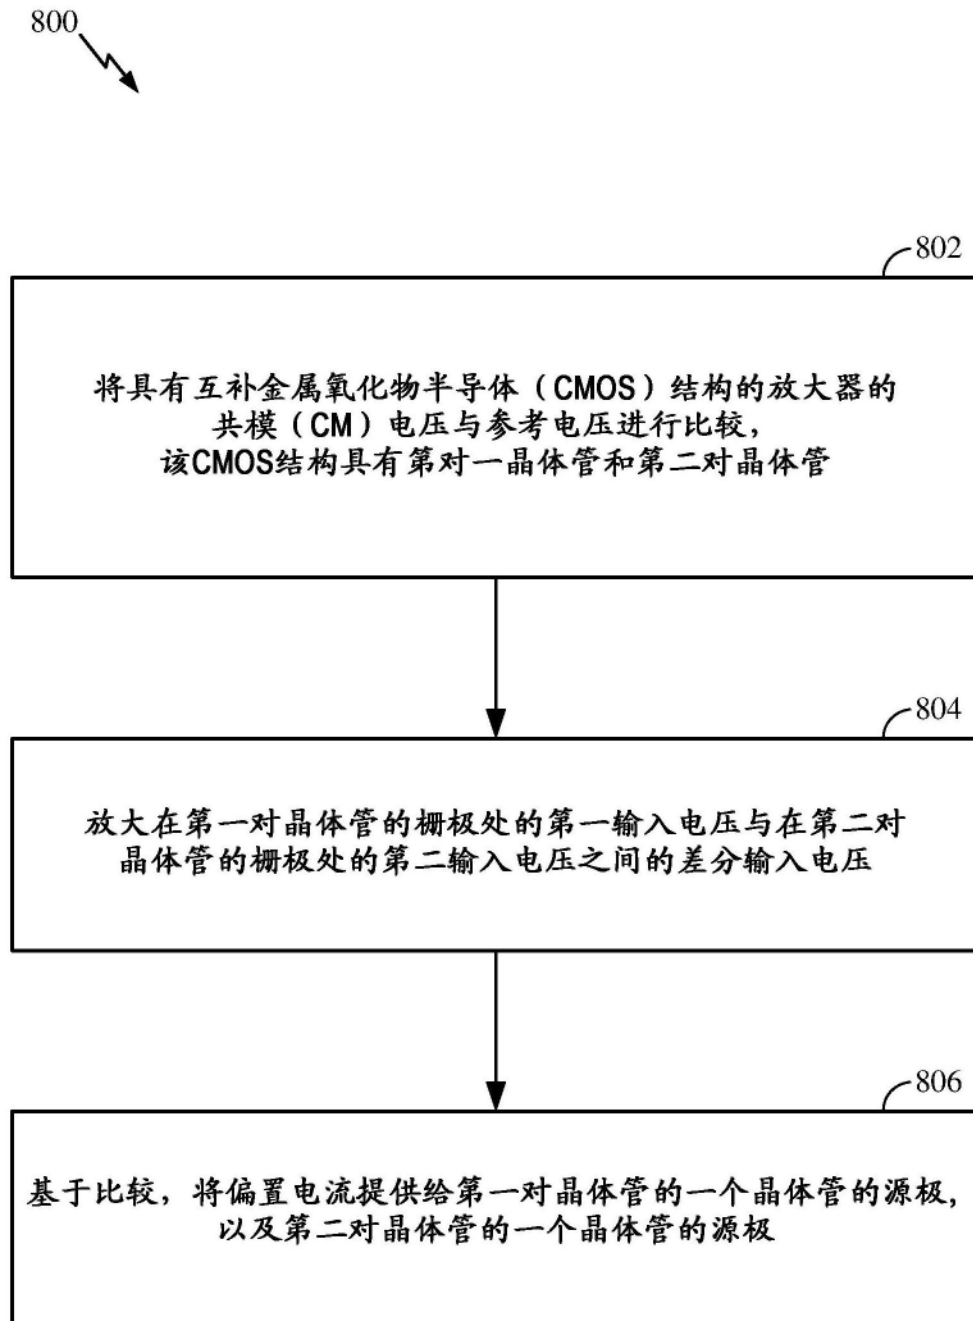 800
802
将具有互补金属氧化物半导体（CMOS）结构的放大器的
共模（CM）电压与参考电压进行比较，
该CMOS结构具有第对一晶体管和第二对晶体管
804
放大在第一对晶体管的栅极处的第一输入电压与在第二对
晶体管的栅极处的第二输入电压之间的差分输入电压
806
基于比较，将偏置电流提供给第一对晶体管的一个晶体管的源极，
以及第二对晶体管的一个晶体管的源极